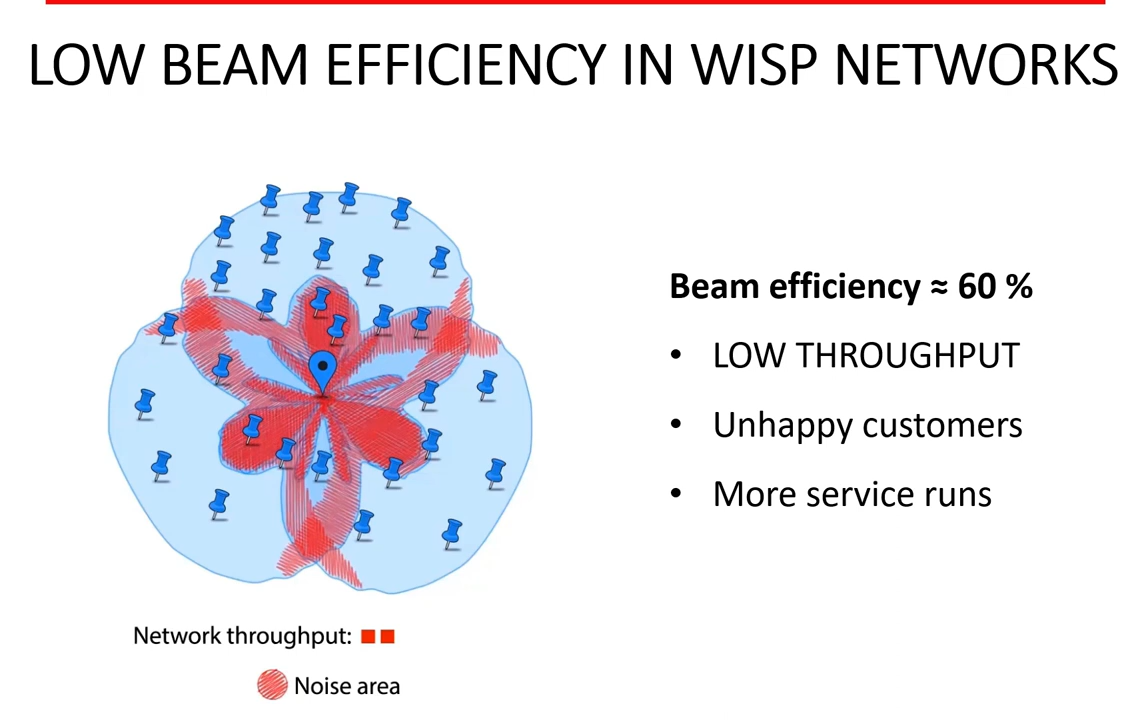 LOW BEAM EFFICIENCY IN WISP NETWORKS
Beam efficiency ≈ 60 %
• LOW THROUGHPUT
• Unhappy customers
• More service runs
Network throughput:
Noise area